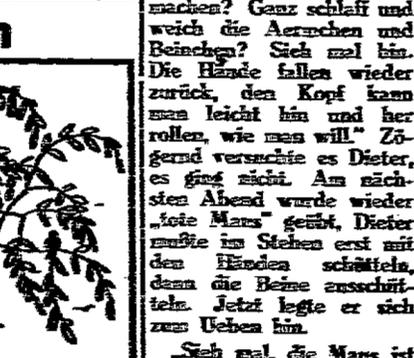 machen? Ganz schlaff und
weich die Aermchen und
Beinchen? Sieh mal hin.
Die Hände fallen wieder
zurück, den Kopf kann
man leicht hin und her
rollen, wie man will." Zö-
gernd versuchte es Dieter,
es ging nicht. Am näch-
sten Abend wurde wieder
„tote Maus" geübt, Dieter
mußte im Stehen erst mit
den Händen schütteln,
dann die Beine ausschüt-
teln. Jetzt legte er sich
zum Ueben hin.
„Sieh mal, die Maus ist